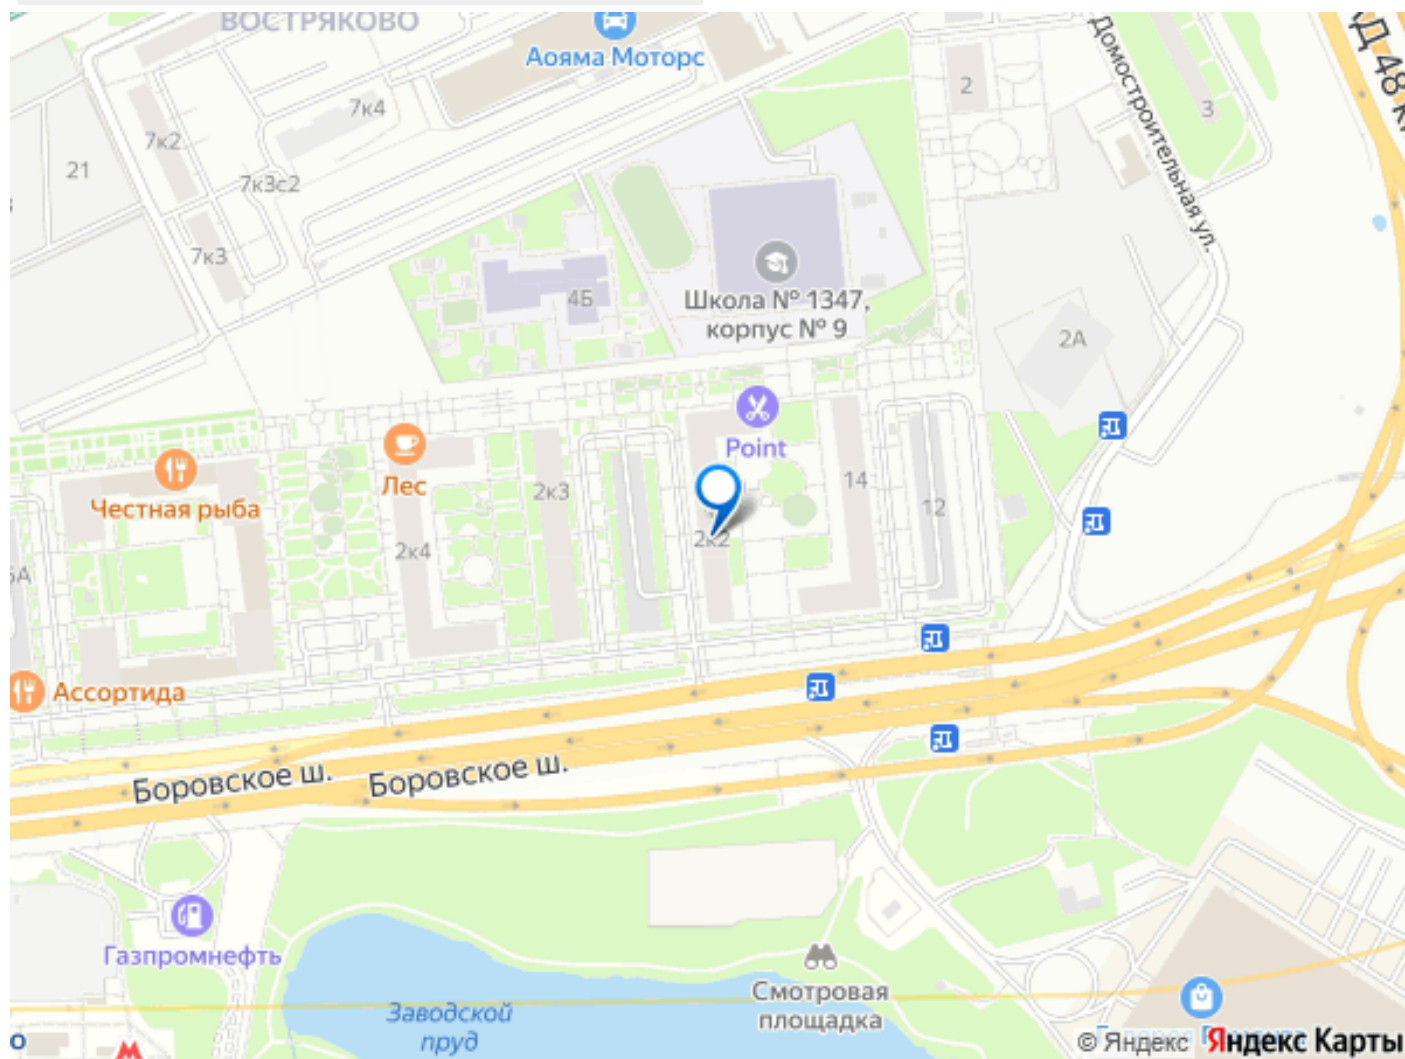 ВОСТРЯКОВО
Аояма Моторс
Домостроительная ул.
2
3
7к4
7к2
21
7к3с2
7к3
4Б
Школа № 1347,
корпус № 9
2А
Point
Лес
Честная рыба
2к3
14
12
2к2
2к4
Ассортида
Боровское ш.
Боровское ш.
Газпромнефть
Смотровая
площадка
Заводской
пруд
© Яндекс
Яндекс Карты